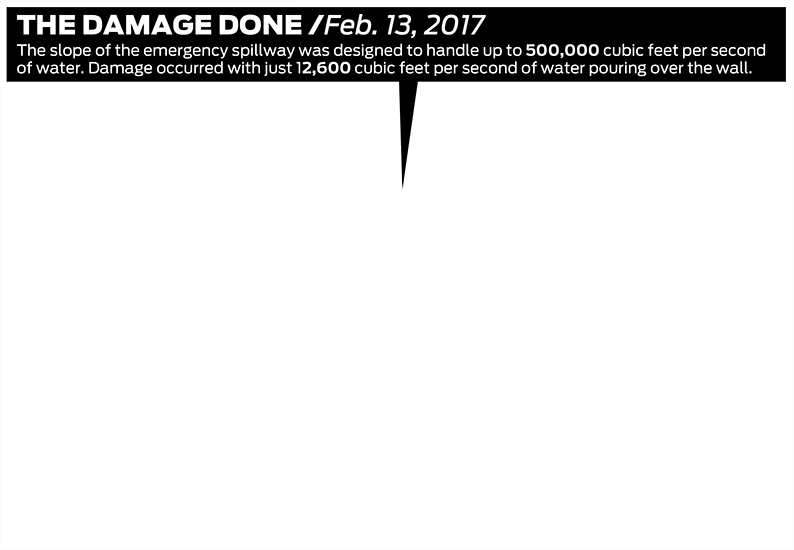 THE DAMAGE DONE /Feb. 13, 2017
The slope of the emergency spillway was designed to handle up to 500,000 cubic feet per second
of water. Damage occurred with just 12,600 cubic feet per second of water pouring over the wall.